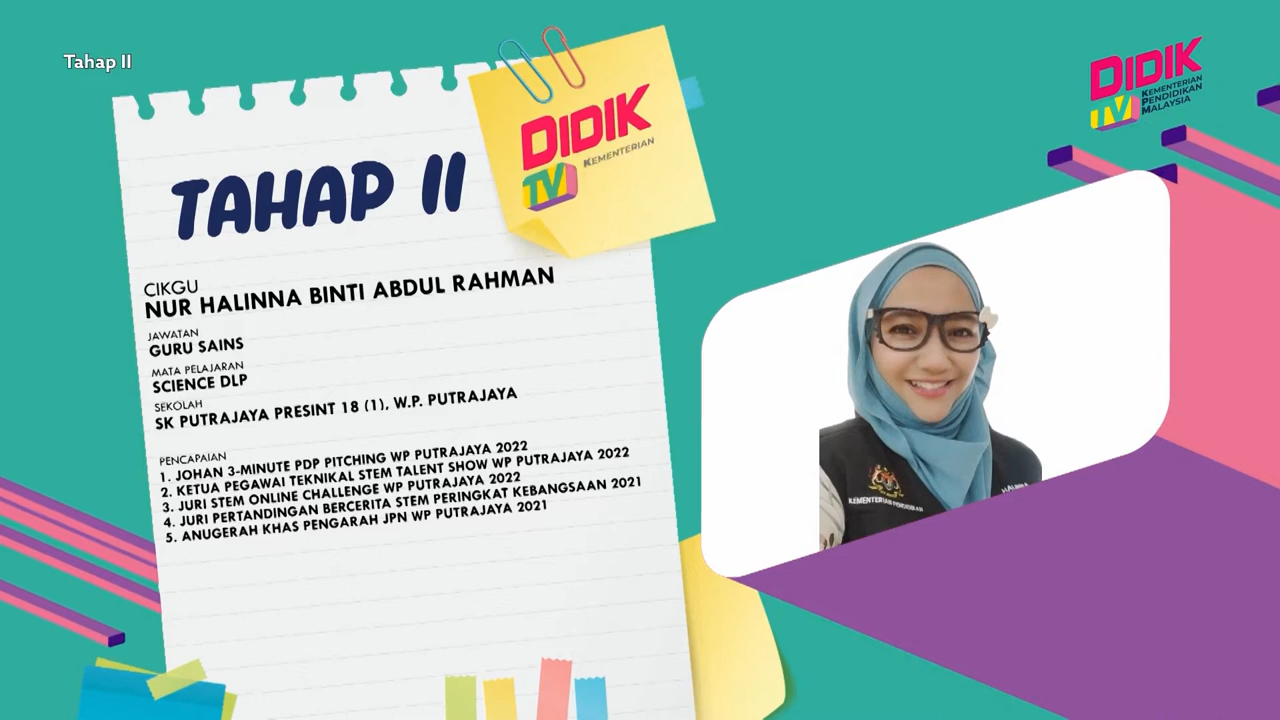 Tahap II
DIDIK
TV
KEMENTERIAN
PENDIDIKAN
MALAYSIA
DIDIK
TV
KEMENTERIAN
TAHAP II
CIKGU
NUR HALINNA BINTI ABDUL RAHMAN
JAWATAN
GURU SAINS
MATA PELAJARAN
SCIENCE DLP
SEKOLAH
SK PUTRAJAYA PRESINT 18 (1), W.P. PUTRAJAYA
PENCAPAIAN
1. JOHAN 3-MINUTE PDP PITCHING WP PUTRAJAYA 2022
2. KETUA PEGAWAI TEKNIKAL STEM TALENT SHOW WP PUTRAJAYA 2022
3. JURI STEM ONLINE CHALLENGE WP PUTRAJAYA 2022
4. JURI PERTANDINGAN BERCERITA STEM PERINGKAT KEBANGSAAN 2021
5. ANUGERAH KHAS PENGARAH JPN WP PUTRAJAYA 2021
KEMENTERIAN PENDIDIKAN